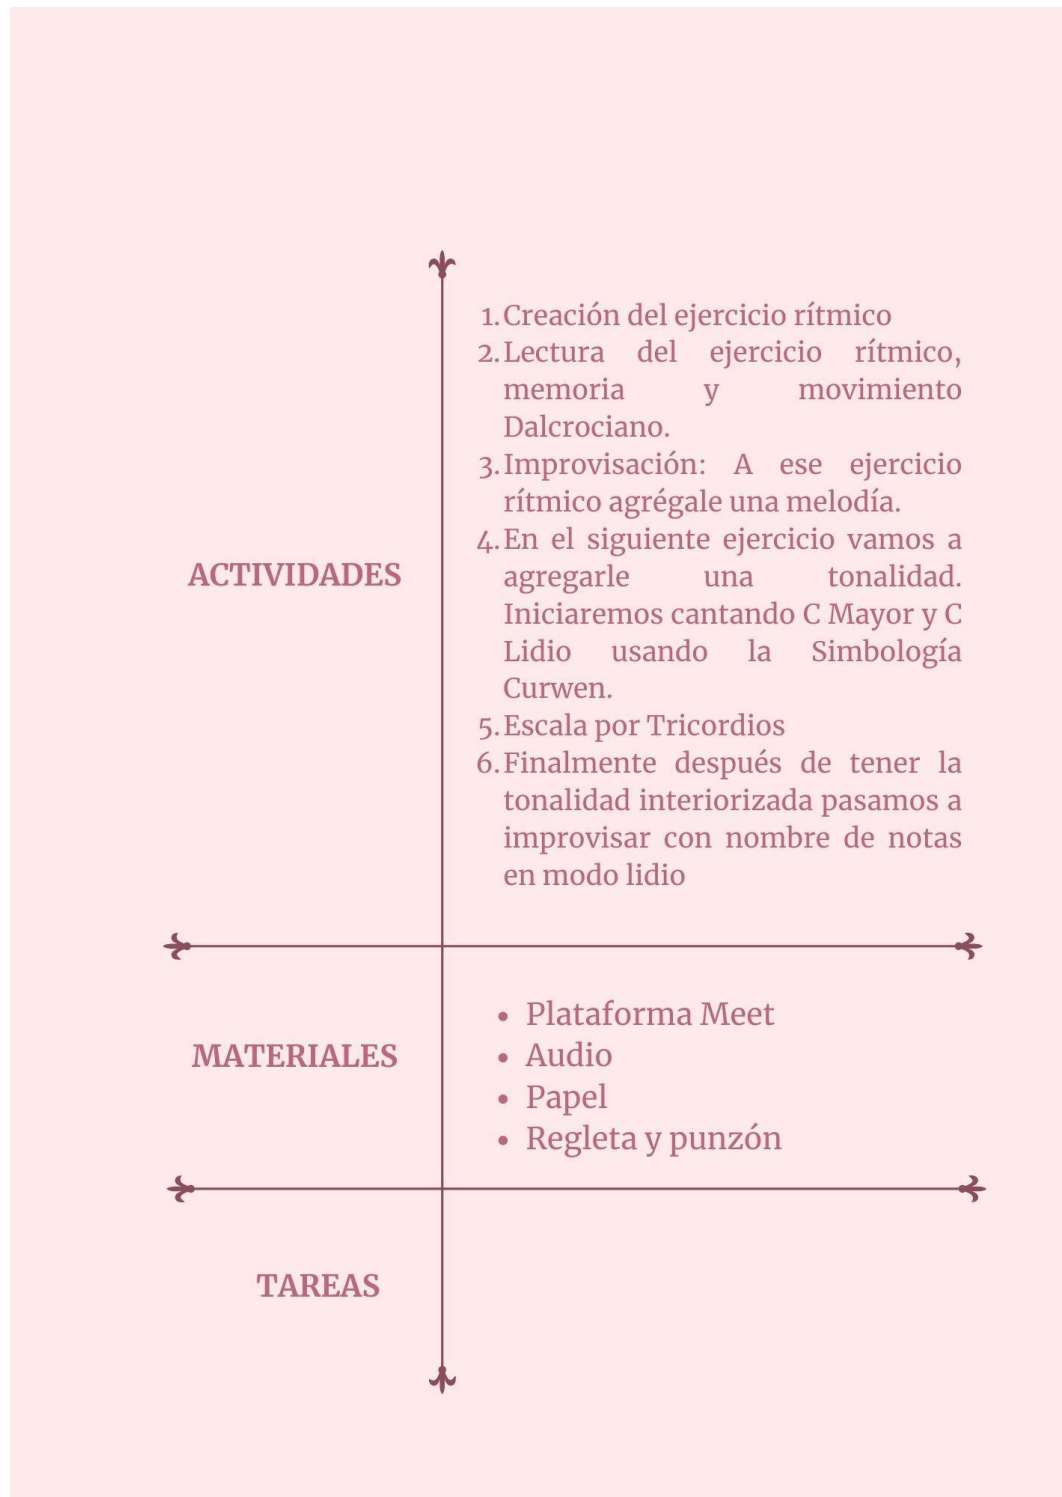 1. Creación del ejercicio rítmico
2. Lectura del ejercicio rítmico,
memoria y movimiento
Dalcrociano.
3. Improvisación: A ese ejercicio
rítmico agrégale una melodía.
4. En el siguiente ejercicio vamos a
ACTIVIDADES
agregarle una tonalidad.
Iniciaremos cantando C Mayor y C
Lidio usando la Simbología
Curwen.
5. Escala por Tricordios
6. Finalmente después de tener la
tonalidad interiorizada pasamos a
improvisar con nombre de notas
en modo lidio
MATERIALES
• Plataforma Meet
• Audio
• Papel
• Regleta y punzón
TAREAS